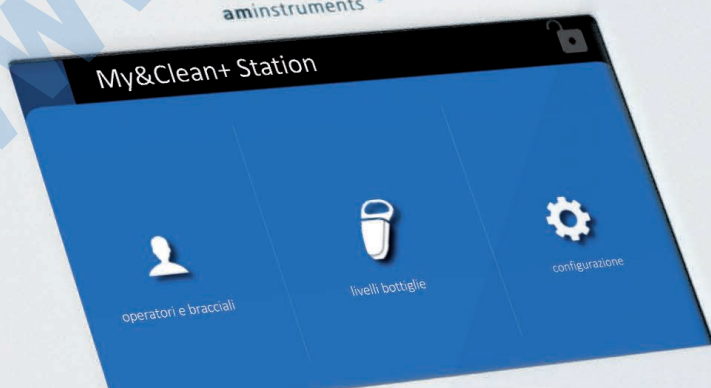 aminstruments
My&Clean+ Station
operatori e bracciali
livelli bottiglie
configurazione